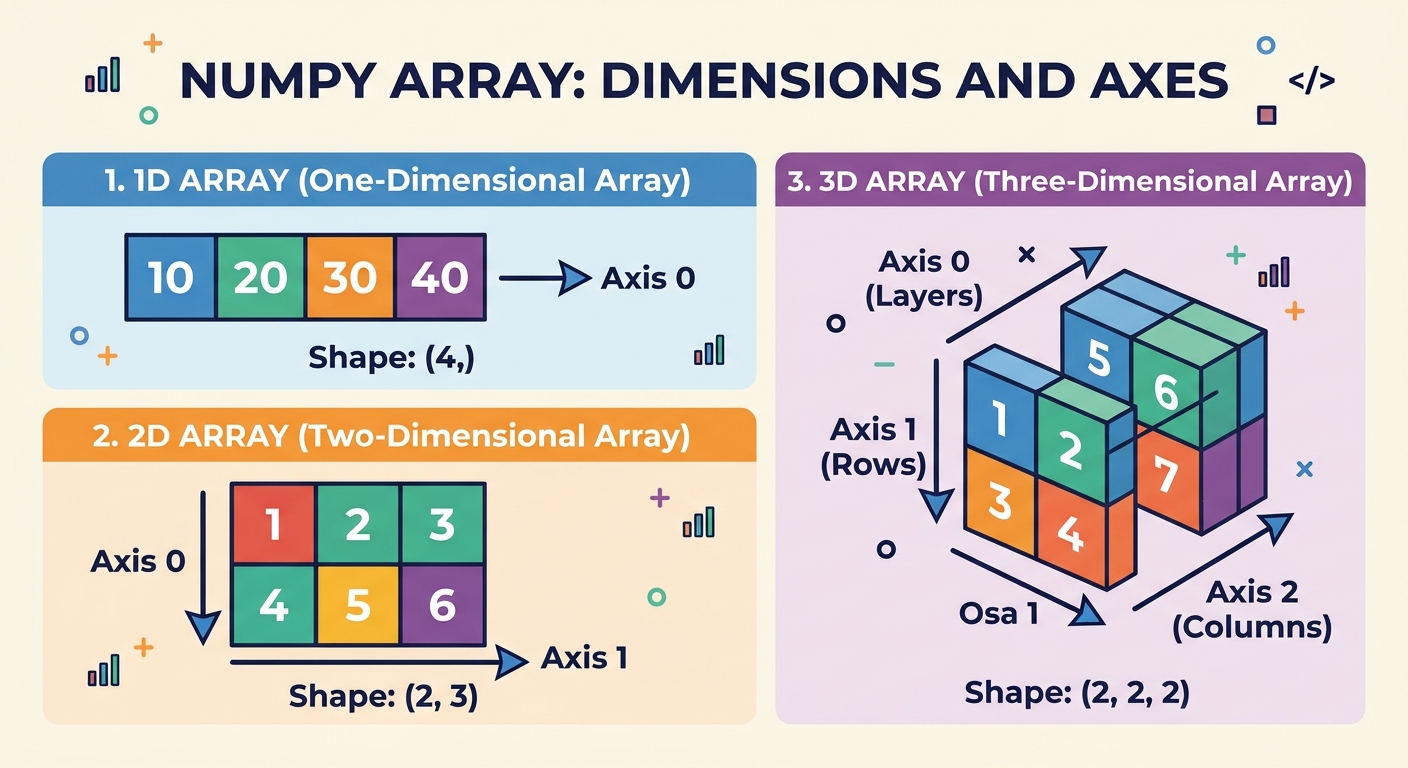 NUMPY ARRAY: DIMENSIONS AND AXES
</>
1. 1D ARRAY (One-Dimensional Array)
10 20 30 40
Axis 0
Shape: (4,)
2. 2D ARRAY (Two-Dimensional Array)
Axis 0
1 2 3
4 5 6
Axis 1
Shape: (2, 3)
3. 3D ARRAY (Three-Dimensional Array)
Axis 0
(Layers)
5 6
7
1 2
3 4
Axis 1
(Rows)
Osa 1
Axis 2
(Columns)
Shape: (2, 2, 2)